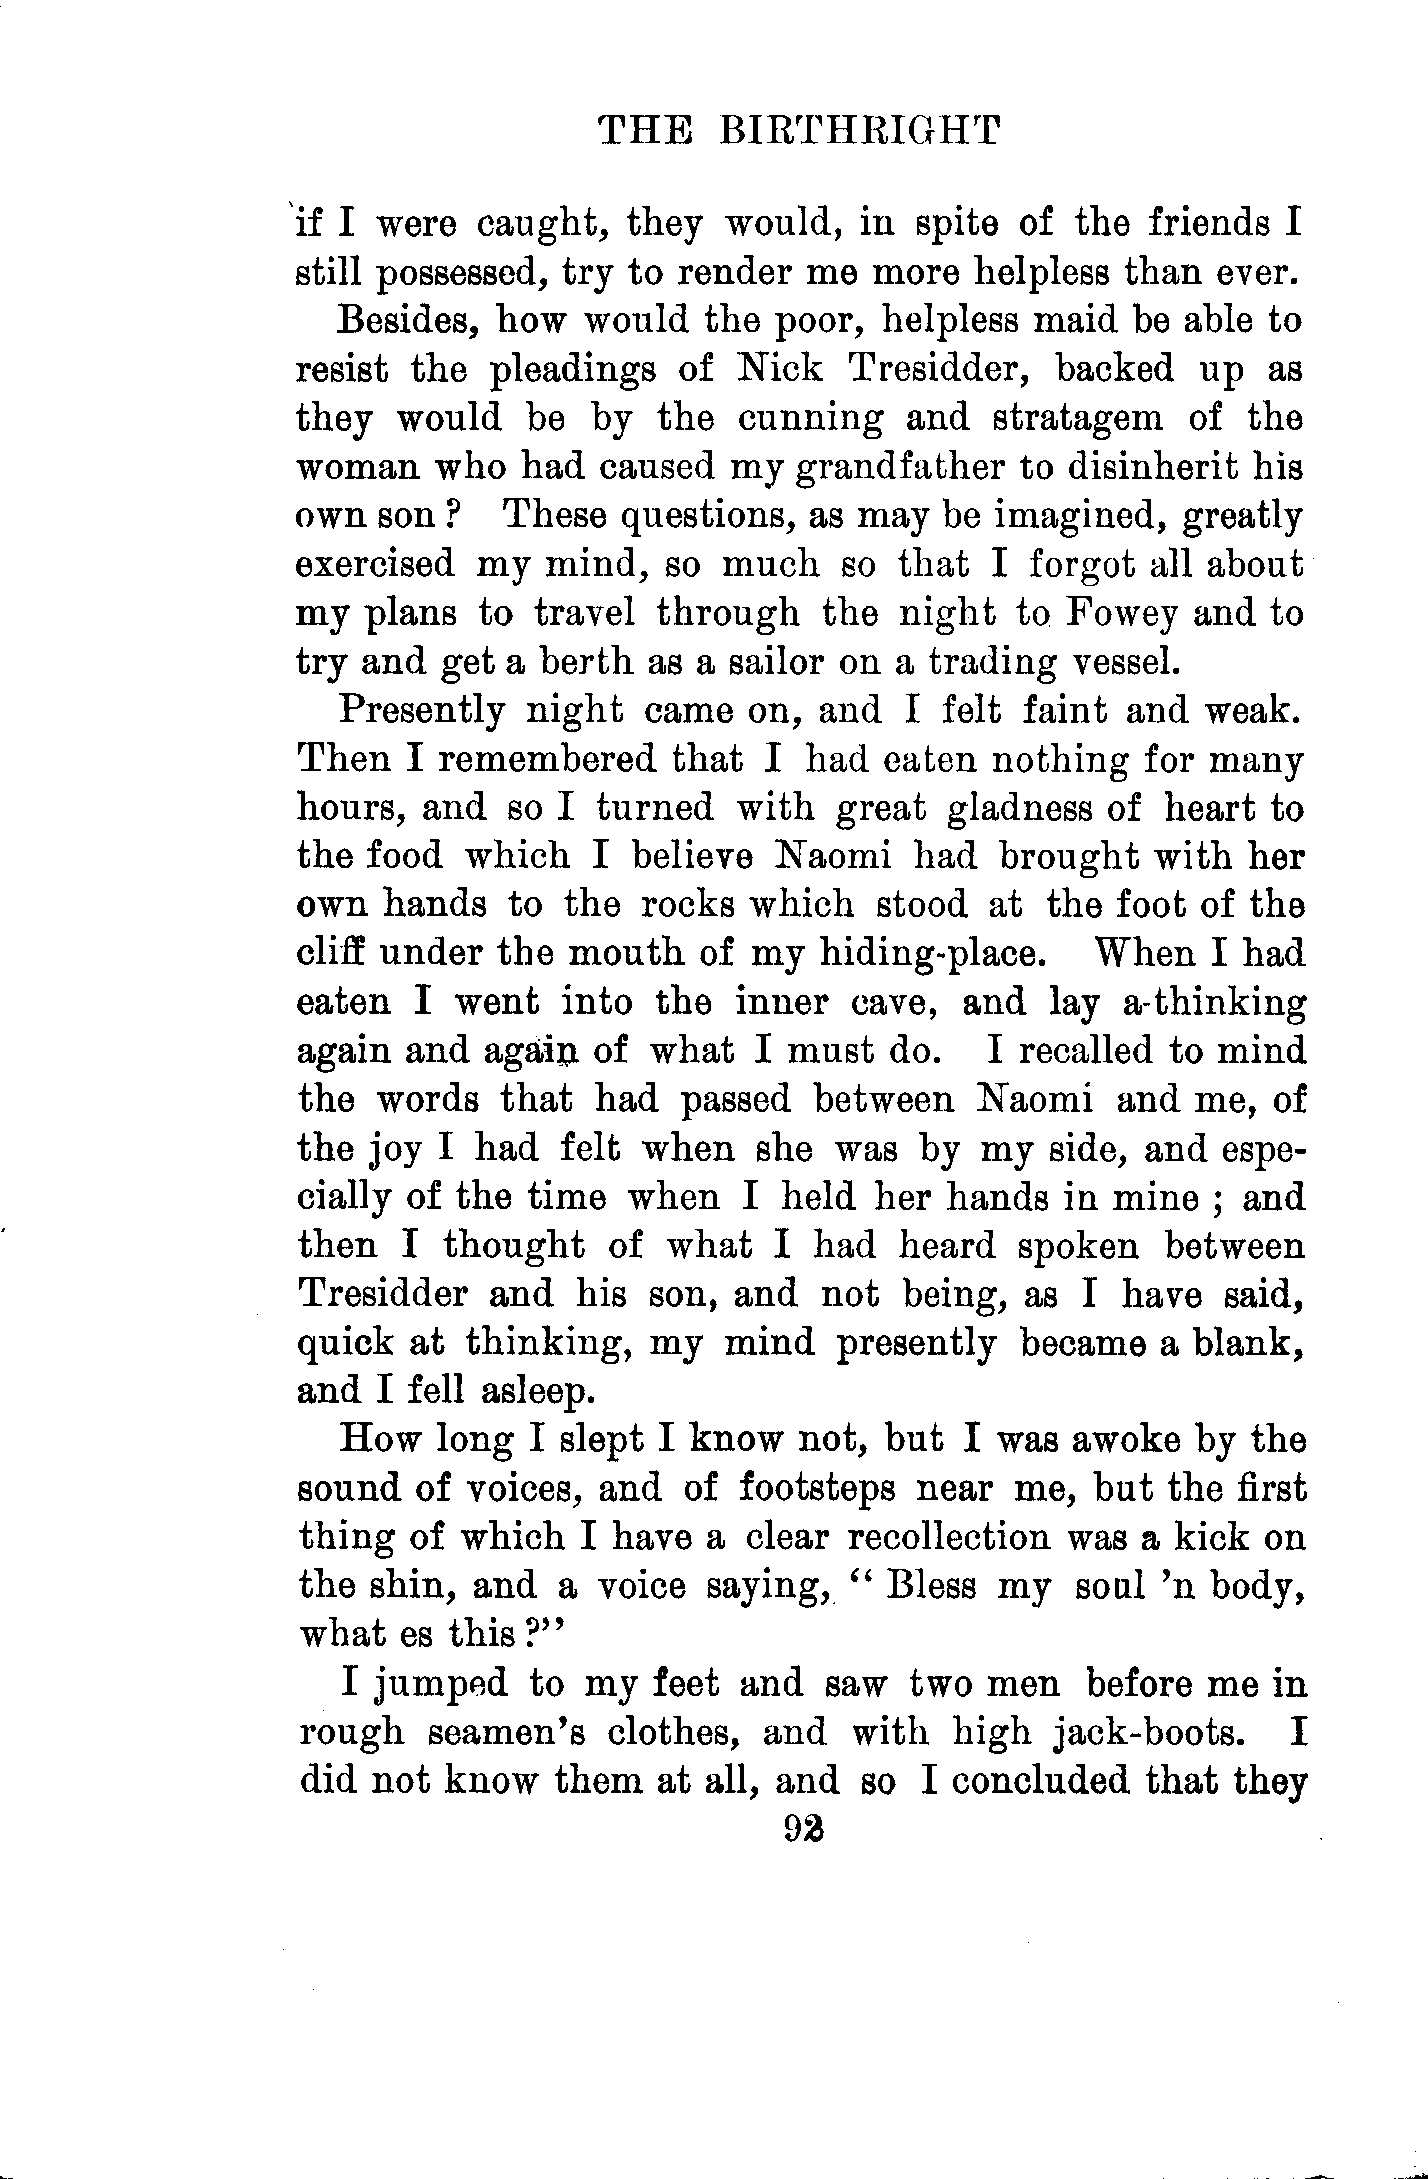 THE BIRTHRIGHT
if I were caught, they would, in spite of the friends I
still possessed, try to render me more helpless than ever.
Besides, how would the poor, helpless maid be able to
resist the pleadings of Nick Tresidder, backed up as
they would be by the cunning and stratagem of the
woman who had caused my grandfather to disinherit his
own son? These questions, as may be imagined, greatly
exercised my mind, so much so that I forgot all about
my plans to travel through the night to Fowey and to
try and get a berth as a sailor on a trading vessel.
Presently night came on, and I felt faint and weak.
Then I remembered that I had eaten nothing for many
hours, and so I turned with great gladness of heart to
the food which I believe Naomi had brought with her
own hands to the rocks which stood at the foot of the
cliff under the mouth of my hiding-place. When I had
eaten I went into the inner cave, and lay a-thinking
again and again of what I must do. I recalled to mind
the words that had passed between Naomi and me, of
the joy I had felt when she was by my side, and espe-
cially of the time when I held her hands in mine; and
then I thought of what I had heard spoken between
Tresidder and his son, and not being, as I have said,
quick at thinking, my mind presently became a blank,
and I fell asleep.
How long I slept I know not, but I was awoke by the
sound of voices, and of footsteps near me, but the first
thing of which I have a clear recollection was a kick on
the shin, and a voice saying, "Bless my soul 'n body,
what es this?"
I jumped to my feet and saw two men before me in
rough seamen's clothes, and with high jack-boots. I
did not know them at all, and so I concluded that they